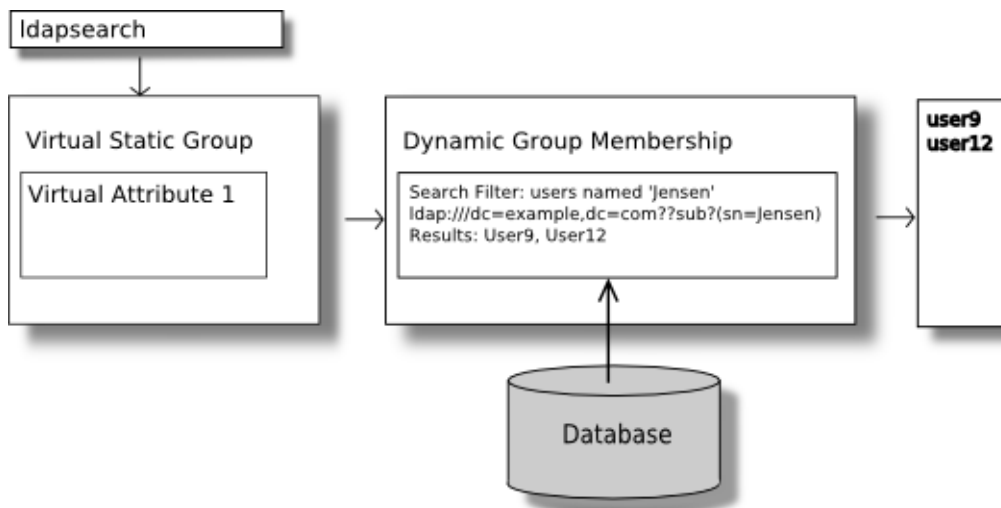 ldapsearch
Virtual Static Group
Virtual Attribute 1
Dynamic Group Membership
Search Filter: users named 'Jensen'
ldap:///dc=example,dc=com??sub?(sn=Jensen)
Results: User9, User12
user9
user12
Database